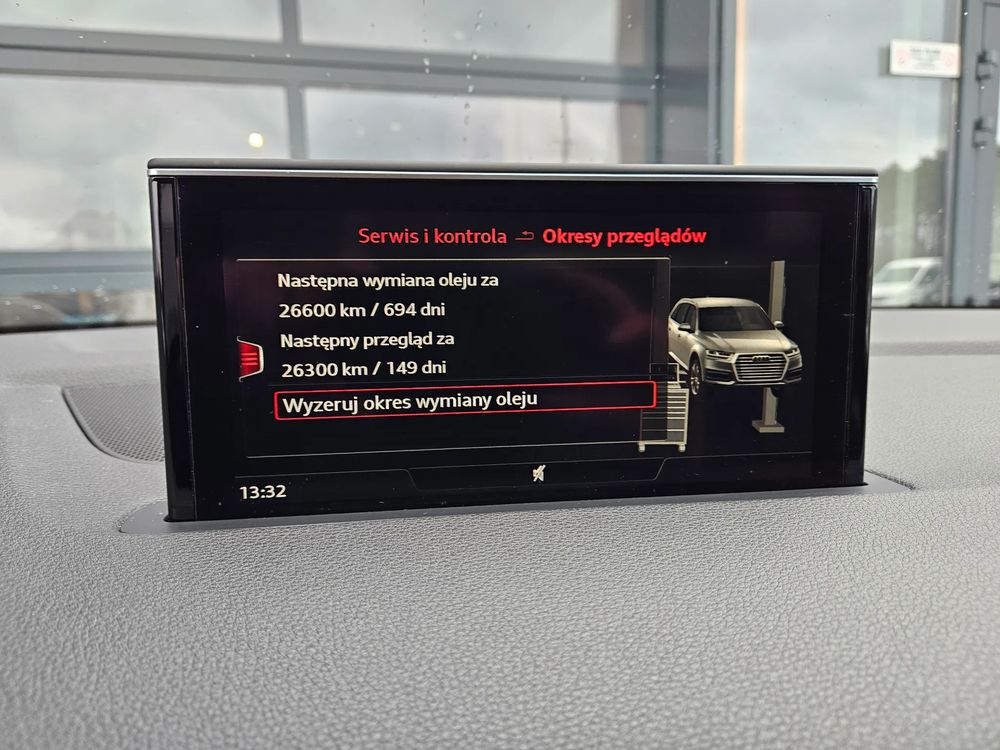 Serwis i kontrola Okresy przeglądów
Następna wymiana oleju za
26600 km / 694 dni
Następny przegląd za
26300 km / 149 dni
Wyzeruj okres wymiany oleju
13:32